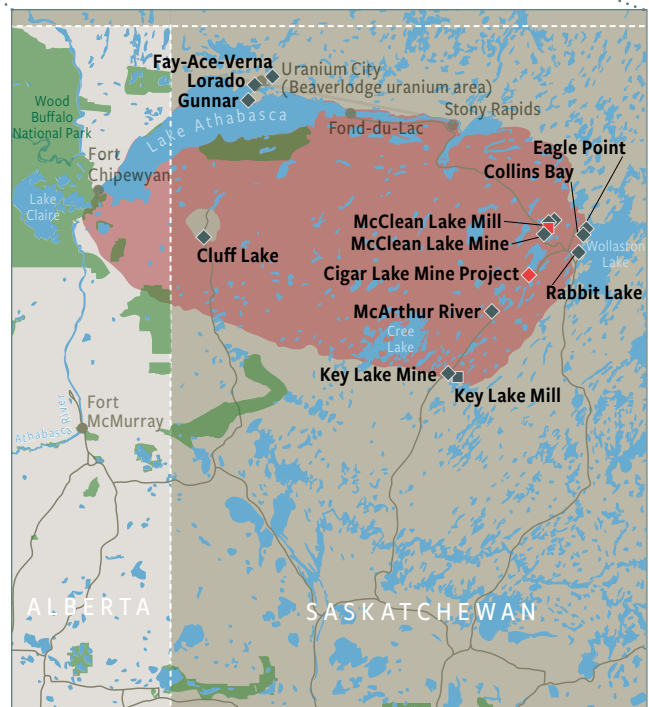 Fay-Ace-Verna
Lorado
Gunnar
Uranium City
(Beaverlodge uranium area)
Stony Rapids
Fond-du-Lac
Lake Athabasca
Wood
Buffalo
National Park
Fort
Chipewyan
Lake
Claire
Eagle Point
Collins Bay
McClean Lake Mill
McClean Lake Mine
Wollaston
Lake
Cluff Lake
Cigar Lake Mine Project
Rabbit Lake
McArthur River
Cree
Lake
Key Lake Mine
Key Lake Mill
Fort
McMurray
Athabasca
River
ALBERTA
SASKATCHEWAN